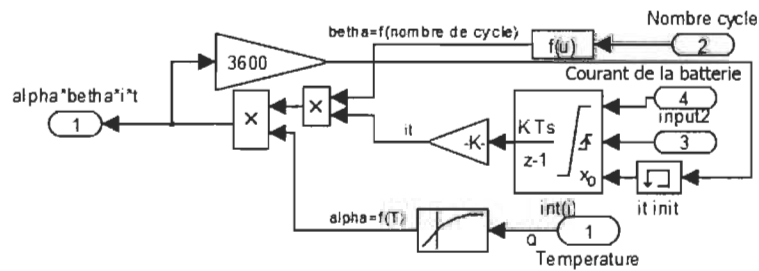 Nombre cycle
betha=f(nombre de cycle)
f(u)
2
3600
Courant de la batterie
alpha*betha*i*t
4
input2
1
×
×
it
-K-
K Ts
z-1
x0
3
it init
int(i)
alpha=f(T)
1
Q
Temperature